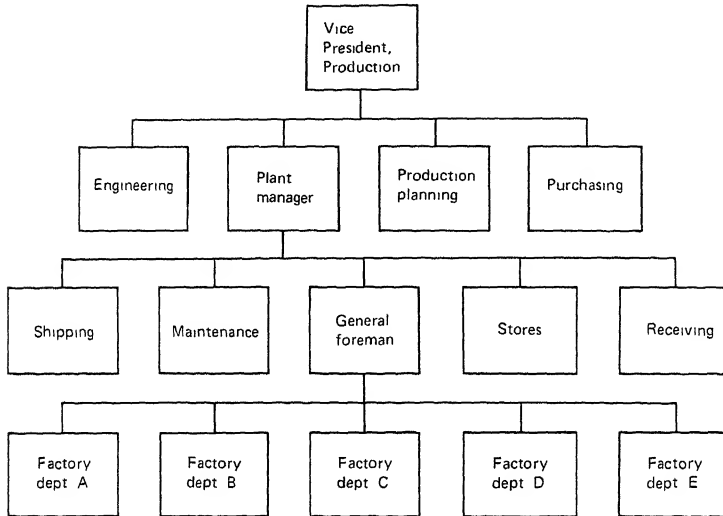 Vice
President,
Production
Engineering
Plant
manager
Production
planning
Purchasing
Shipping
Maintenance
General
foreman
Stores
Receiving
Factory
dept A
Factory
dept B
Factory
dept C
Factory
dept D
Factory
dept E